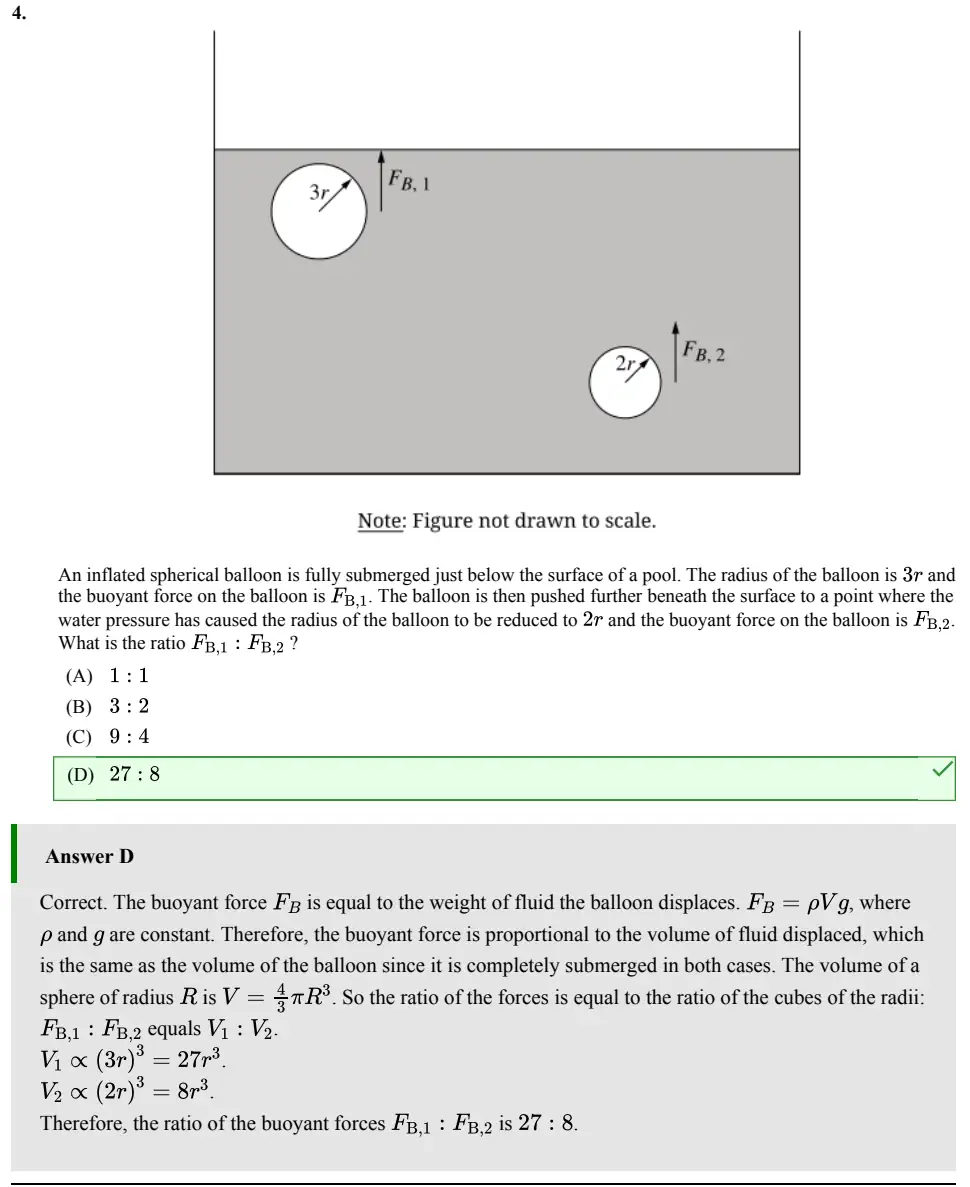 4.
3r
F_{B, 1}
2r
F_{B, 2}
Note: Figure not drawn to scale.
An inflated spherical balloon is fully submerged just below the surface of a pool. The radius of the balloon is 3r and
the buoyant force on the balloon is F_{B,1}. The balloon is then pushed further beneath the surface to a point where the
water pressure has caused the radius of the balloon to be reduced to 2r and the buoyant force on the balloon is F_{B,2}.
What is the ratio F_{B,1} : F_{B,2} ?
(A) 1 : 1
(B) 3 : 2
(C) 9 : 4
(D) 27 : 8
Answer D
Correct. The buoyant force F_B is equal to the weight of fluid the balloon displaces. F_B = ρVg, where
ρ and g are constant. Therefore, the buoyant force is proportional to the volume of fluid displaced, which
is the same as the volume of the balloon since it is completely submerged in both cases. The volume of a
sphere of radius R is V = \frac{4}{3}πR³. So the ratio of the forces is equal to the ratio of the cubes of the radii:
F_{B,1} : F_{B,2} equals V₁ : V₂.
V₁ ∝ (3r)³ = 27r³.
V₂ ∝ (2r)³ = 8r³.
Therefore, the ratio of the buoyant forces F_{B,1} : F_{B,2} is 27 : 8.